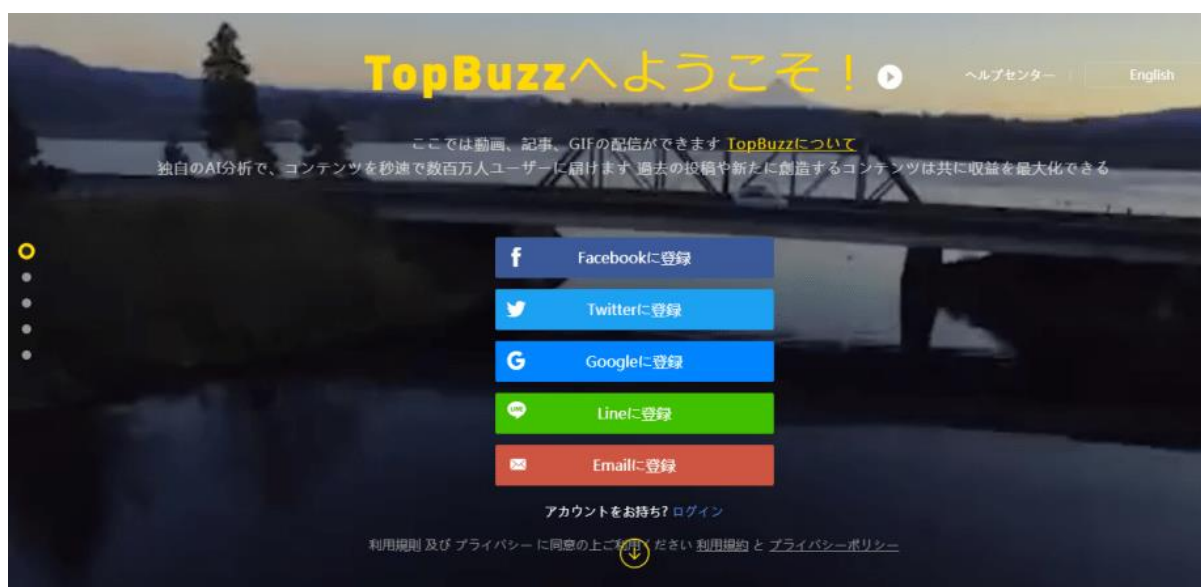 TopBuzzへようこそ！
ヘルプセンター
English
ここでは動画、記事、GIFの配信ができます TopBuzzについて
独自のAI分析で、コンテンツを秒速で数百万人ユーザーに届けます 過去の投稿や新たに創造するコンテンツは共に収益を最大化できる
Facebookに登録
Twitterに登録
Googleに登録
LINE
Lineに登録
Emailに登録
アカウントをお持ち? ログイン
利用規則 及び プライバシー に同意の上ご利用ください 利用規約 と プライバシーポリシー